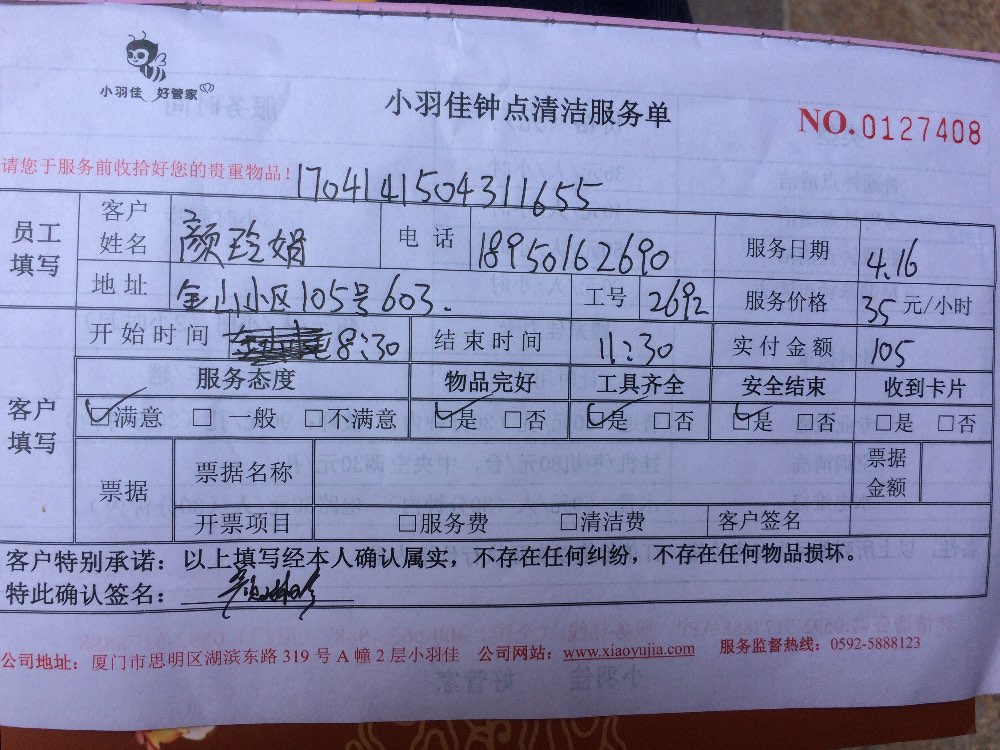 小羽佳 好管家
小羽佳钟点清洁服务单
NO.0127408
请您于服务前收拾好您的贵重物品!
1704141504311655
员工填写 客户姓名 颜玲娟 电话 18950162690 服务日期 4.16
地址 金山小区105号603. 工号 2692 服务价格 35元/小时
客户填写 开始时间 8:30 结束时间 11:30 实付金额 105
服务态度 物品完好 工具齐全 安全结束 收到卡片
☑满意 □一般 □不满意 ☑是 □否 ☑是 □否 ☑是 □否 □是 □否
票据 票据名称 票据金额
开票项目 □服务费 □清洁费 客户签名
客户特别承诺：以上填写经本人确认属实，不存在任何纠纷，不存在任何物品损坏。
特此确认签名：
公司地址：厦门市思明区湖滨东路 319 号 A 幢 2 层小羽佳 公司网站：www.xiaoyujia.com 服务监督热线：0592-5888123